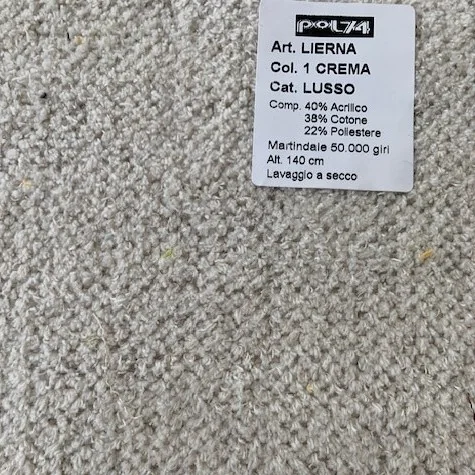 pol74
Art. LIERNA
Col. 1 CREMA
Cat. LUSSO
Comp. 40% Acrilico
38% Cotone
22% Poliestere
Martindale 50.000 giri
Alt. 140 cm
Lavaggio a secco